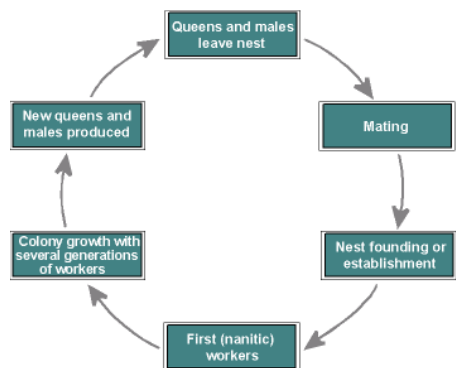 Queens and males
leave nest
Mating
Nest founding or
establishment
First (nanitic)
workers
Colony growth with
several generations
of workers
New queens and
males produced